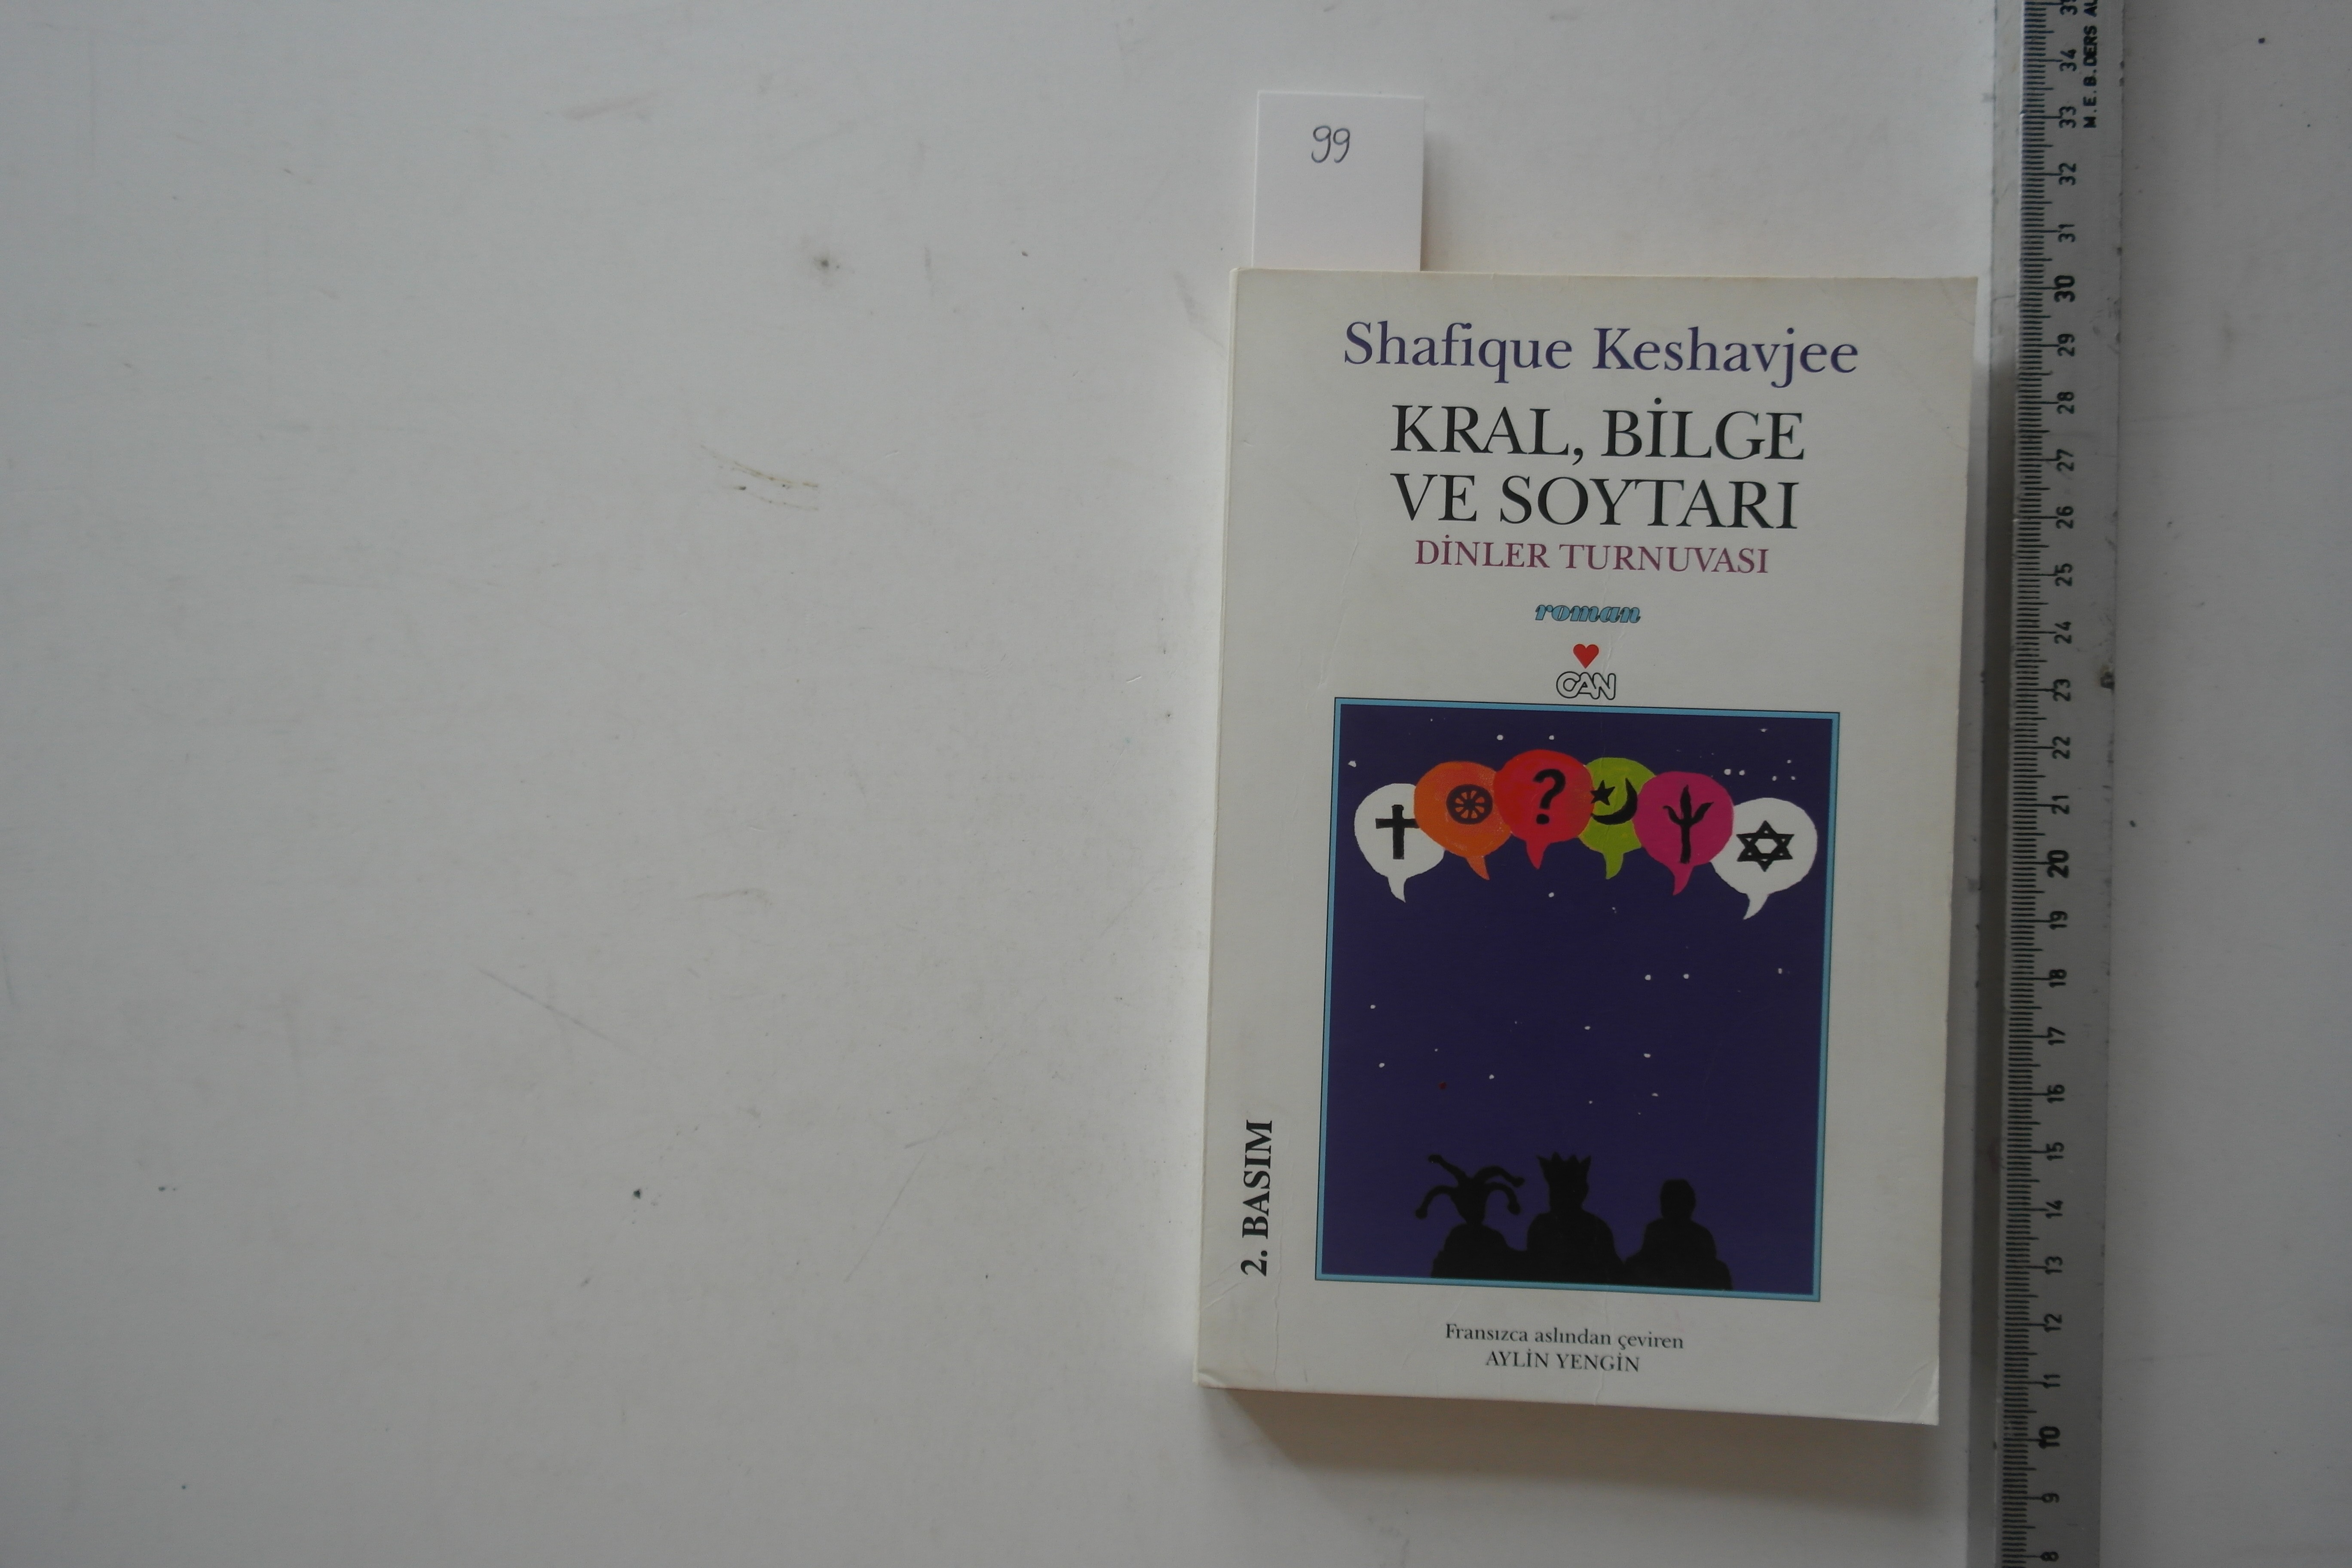 99
Shafique Keshavjee
KRAL, BİLGE
VE SOYTARI
DİNLER TURNUVASI
roman
CAN
?
2. BASIM
Fransızca aslından çeviren
AYLİN YENGİN
M.E.B.DERS
34
33
32
31
30
29
28
27
26
25
24
23
22
21
20
19
18
17
16
15
14
13
12
11
10
9
8